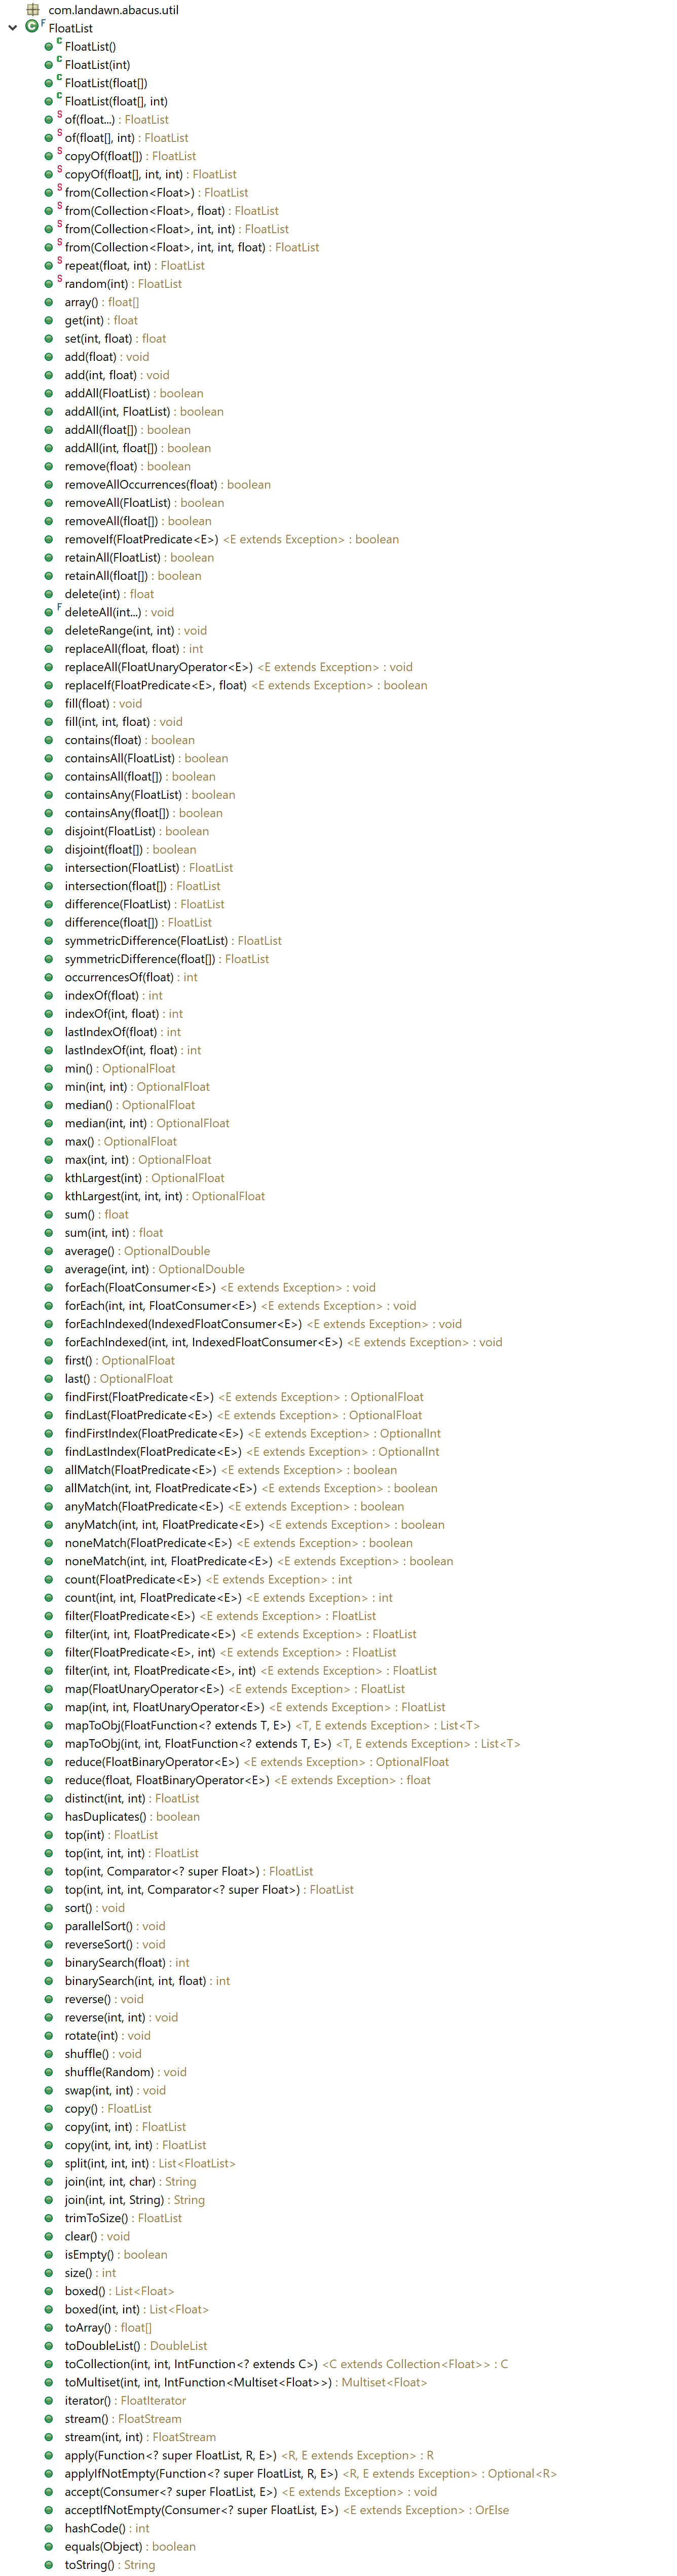 com.landawn.abacus.util
FloatList
FloatList()
FloatList(int)
FloatList(float[])
FloatList(float[], int)
of(float...) : FloatList
of(float[], int) : FloatList
copyOf(float[]) : FloatList
copyOf(float[], int, int) : FloatList
from(Collection<Float>) : FloatList
from(Collection<Float>, float) : FloatList
from(Collection<Float>, int, int) : FloatList
from(Collection<Float>, int, int, float) : FloatList
repeat(float, int) : FloatList
random(int) : FloatList
array() : float[]
get(int) : float
set(int, float) : float
add(float) : void
add(int, float) : void
addAll(FloatList) : boolean
addAll(int, FloatList) : boolean
addAll(float[]) : boolean
addAll(int, float[]) : boolean
remove(float) : boolean
removeAllOccurrences(float) : boolean
removeAll(FloatList) : boolean
removeAll(float[]) : boolean
removeIf(FloatPredicate<E>) <E extends Exception> : boolean
retainAll(FloatList) : boolean
retainAll(float[]) : boolean
delete(int) : float
deleteAll(int...) : void
deleteRange(int, int) : void
replaceAll(float, float) : int
replaceAll(FloatUnaryOperator<E>) <E extends Exception> : void
replaceIf(FloatPredicate<E>, float) <E extends Exception> : boolean
fill(float) : void
fill(int, int, float) : void
contains(float) : boolean
containsAll(FloatList) : boolean
containsAll(float[]) : boolean
containsAny(FloatList) : boolean
containsAny(float[]) : boolean
disjoint(FloatList) : boolean
disjoint(float[]) : boolean
intersection(FloatList) : FloatList
intersection(float[]) : FloatList
difference(FloatList) : FloatList
difference(float[]) : FloatList
symmetricDifference(FloatList) : FloatList
symmetricDifference(float[]) : FloatList
occurrencesOf(float) : int
indexOf(float) : int
indexOf(int, float) : int
lastIndexOf(float) : int
lastIndexOf(int, float) : int
min() : OptionalFloat
min(int, int) : OptionalFloat
median() : OptionalFloat
median(int, int) : OptionalFloat
max() : OptionalFloat
max(int, int) : OptionalFloat
kthLargest(int) : OptionalFloat
kthLargest(int, int, int) : OptionalFloat
sum() : float
sum(int, int) : float
average() : OptionalDouble
average(int, int) : OptionalDouble
forEach(FloatConsumer<E>) <E extends Exception> : void
forEach(int, int, FloatConsumer<E>) <E extends Exception> : void
forEachIndexed(IndexedFloatConsumer<E>) <E extends Exception> : void
forEachIndexed(int, int, IndexedFloatConsumer<E>) <E extends Exception> : void
first() : OptionalFloat
last() : OptionalFloat
findFirst(FloatPredicate<E>) <E extends Exception> : OptionalFloat
findLast(FloatPredicate<E>) <E extends Exception> : OptionalFloat
findFirstIndex(FloatPredicate<E>) <E extends Exception> : OptionalInt
findLastIndex(FloatPredicate<E>) <E extends Exception> : OptionalInt
allMatch(FloatPredicate<E>) <E extends Exception> : boolean
allMatch(int, int, FloatPredicate<E>) <E extends Exception> : boolean
anyMatch(FloatPredicate<E>) <E extends Exception> : boolean
anyMatch(int, int, FloatPredicate<E>) <E extends Exception> : boolean
noneMatch(FloatPredicate<E>) <E extends Exception> : boolean
noneMatch(int, int, FloatPredicate<E>) <E extends Exception> : boolean
count(FloatPredicate<E>) <E extends Exception> : int
count(int, int, FloatPredicate<E>) <E extends Exception> : int
filter(FloatPredicate<E>) <E extends Exception> : FloatList
filter(int, int, FloatPredicate<E>) <E extends Exception> : FloatList
filter(FloatPredicate<E>, int) <E extends Exception> : FloatList
filter(int, int, FloatPredicate<E>, int) <E extends Exception> : FloatList
map(FloatUnaryOperator<E>) <E extends Exception> : FloatList
map(int, int, FloatUnaryOperator<E>) <E extends Exception> : FloatList
mapToObj(FloatFunction<? extends T, E>) <T, E extends Exception> : List<T>
mapToObj(int, int, FloatFunction<? extends T, E>) <T, E extends Exception> : List<T>
reduce(FloatBinaryOperator<E>) <E extends Exception> : OptionalFloat
reduce(float, FloatBinaryOperator<E>) <E extends Exception> : float
distinct(int, int) : FloatList
hasDuplicates() : boolean
top(int) : FloatList
top(int, int, int) : FloatList
top(int, Comparator<? super Float>) : FloatList
top(int, int, int, Comparator<? super Float>) : FloatList
sort() : void
parallelSort() : void
reverseSort() : void
binarySearch(float) : int
binarySearch(int, int, float) : int
reverse() : void
reverse(int, int) : void
rotate(int) : void
shuffle() : void
shuffle(Random) : void
swap(int, int) : void
copy() : FloatList
copy(int, int) : FloatList
copy(int, int, int) : FloatList
split(int, int, int) : List<FloatList>
join(int, int, char) : String
join(int, int, String) : String
trimToSize() : FloatList
clear() : void
isEmpty() : boolean
size() : int
boxed() : List<Float>
boxed(int, int) : List<Float>
toArray() : float[]
toDoubleList() : DoubleList
toCollection(int, int, IntFunction<? extends C>) <C extends Collection<Float>> : C
toMultiset(int, int, IntFunction<Multiset<Float>>) : Multiset<Float>
iterator() : FloatIterator
stream() : FloatStream
stream(int, int) : FloatStream
apply(Function<? super FloatList, R, E>) <R, E extends Exception> : R
applyIfNotEmpty(Function<? super FloatList, R, E>) <R, E extends Exception> : Optional<R>
accept(Consumer<? super FloatList, E>) <E extends Exception> : void
acceptIfNotEmpty(Consumer<? super FloatList, E>) <E extends Exception> : OrElse
hashCode() : int
equals(Object) : boolean
toString() : String